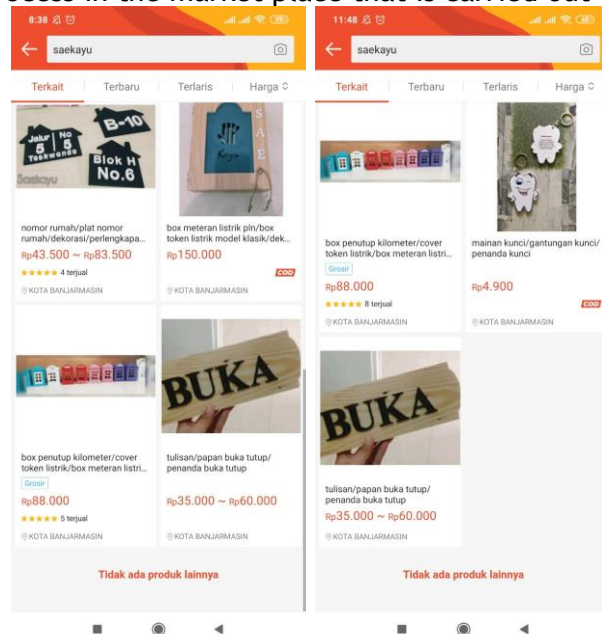 ocess in the market place that is carried out
8:38
saekayu
Terkait
Terbaru
Terlaris
Harga
Jalur 5
No 5
Taekwondo
B-10
Blok H
No.6
Saekayu
SAE
Kayu
nomor rumah/plat nomor
rumah/dekorasi/perlengkapa...
Rp43.500 ~ Rp83.500
4 terjual
KOTA BANJARMASIN
box meteran listrik pln/box
token listrik model klasik/dek...
Rp150.000
COD
KOTA BANJARMASIN
box penutup kilometer/cover
token listrik/box meteran listri...
Grosir
Rp88.000
5 terjual
KOTA BANJARMASIN
BUKA
tulisan/papan buka tutup/
penanda buka tutup
Rp35.000 ~ Rp60.000
KOTA BANJARMASIN
Tidak ada produk lainnya
11:48
saekayu
Terkait
Terbaru
Terlaris
Harga
box penutup kilometer/cover
token listrik/box meteran listri...
Grosir
Rp88.000
8 terjual
KOTA BANJARMASIN
mainan kunci/gantungan kunci/
penanda kunci
Rp4.900
COD
KOTA BANJARMASIN
BUKA
tulisan/papan buka tutup/
penanda buka tutup
Rp35.000 ~ Rp60.000
KOTA BANJARMASIN
Tidak ada produk lainnya